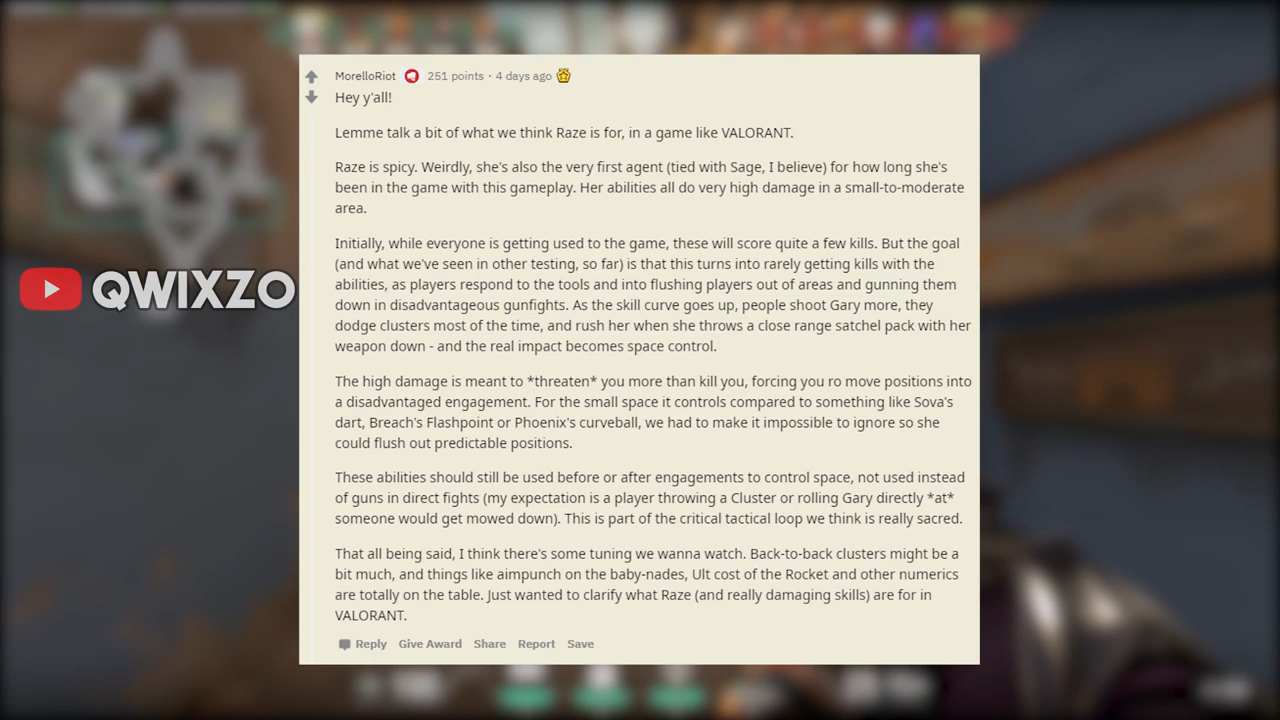 MorelloRiot 251 points · 4 days ago
Hey y'all!
Lemme talk a bit of what we think Raze is for, in a game like VALORANT.
Raze is spicy. Weirdly, she's also the very first agent (tied with Sage, I believe) for how long she's
been in the game with this gameplay. Her abilities all do very high damage in a small-to-moderate
area.
Initially, while everyone is getting used to the game, these will score quite a few kills. But the goal
(and what we've seen in other testing, so far) is that this turns into rarely getting kills with the
abilities, as players respond to the tools and into flushing players out of areas and gunning them
down in disadvantageous gunfights. As the skill curve goes up, people shoot Gary more, they
dodge clusters most of the time, and rush her when she throws a close range satchel pack with her
weapon down - and the real impact becomes space control.
The high damage is meant to *threaten* you more than kill you, forcing you ro move positions into
a disadvantaged engagement. For the small space it controls compared to something like Sova's
dart, Breach's Flashpoint or Phoenix's curveball, we had to make it impossible to ignore so she
could flush out predictable positions.
These abilities should still be used before or after engagements to control space, not used instead
of guns in direct fights (my expectation is a player throwing a Cluster or rolling Gary directly *at*
someone would get mowed down). This is part of the critical tactical loop we think is really sacred.
That all being said, I think there's some tuning we wanna watch. Back-to-back clusters might be a
bit much, and things like aimpunch on the baby-nades, Ult cost of the Rocket and other numerics
are totally on the table. Just wanted to clarify what Raze (and really damaging skills) are for in
VALORANT.
Reply Give Award Share Report Save
QWIXZO